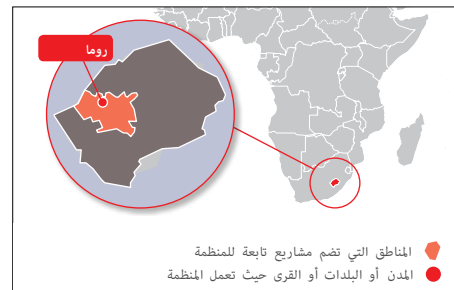 روما
المناطق التي تضم مشاريع تابعة للمنظمة
المدن أو البلدات أو القرى حيث تعمل المنظمة